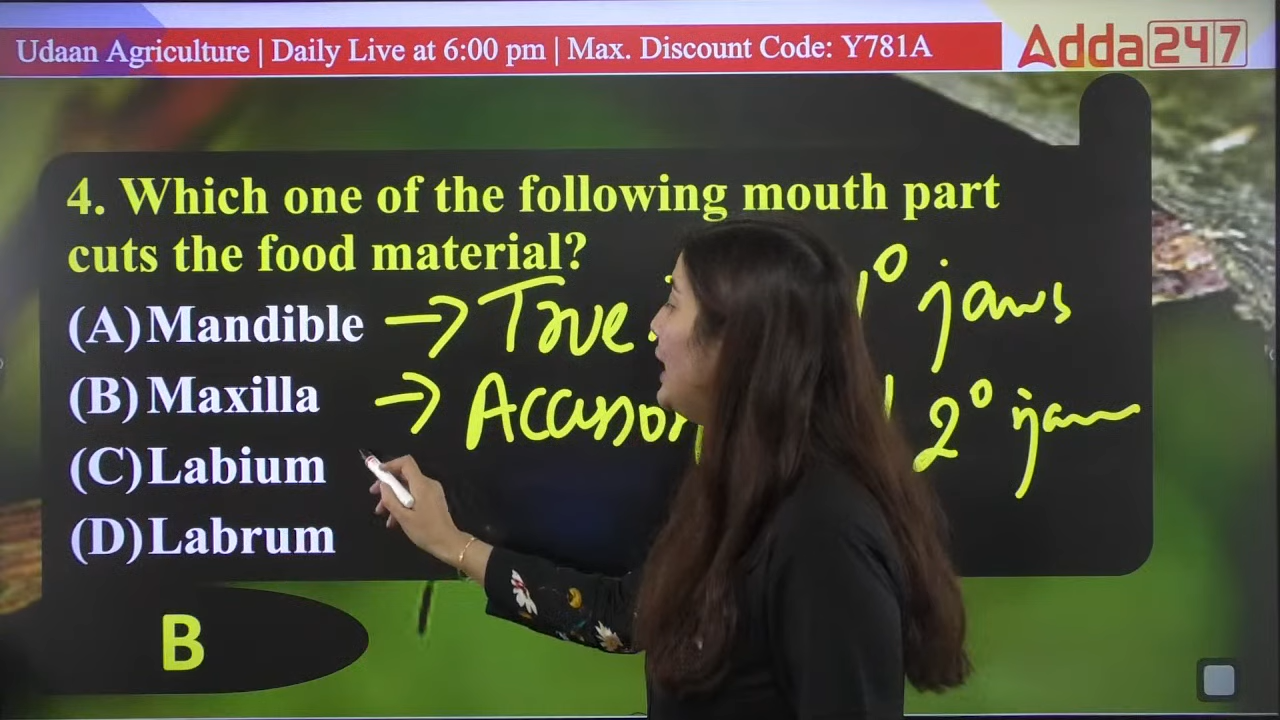 Udaan Agriculture | Daily Live at 6:00 pm | Max. Discount Code: Y781A
Adda247
4. Which one of the following mouth part
cuts the food material?
(A) Mandible → True 1° jaws
(B) Maxilla → 2° jaw
(C) Labium
(D) Labrum
B